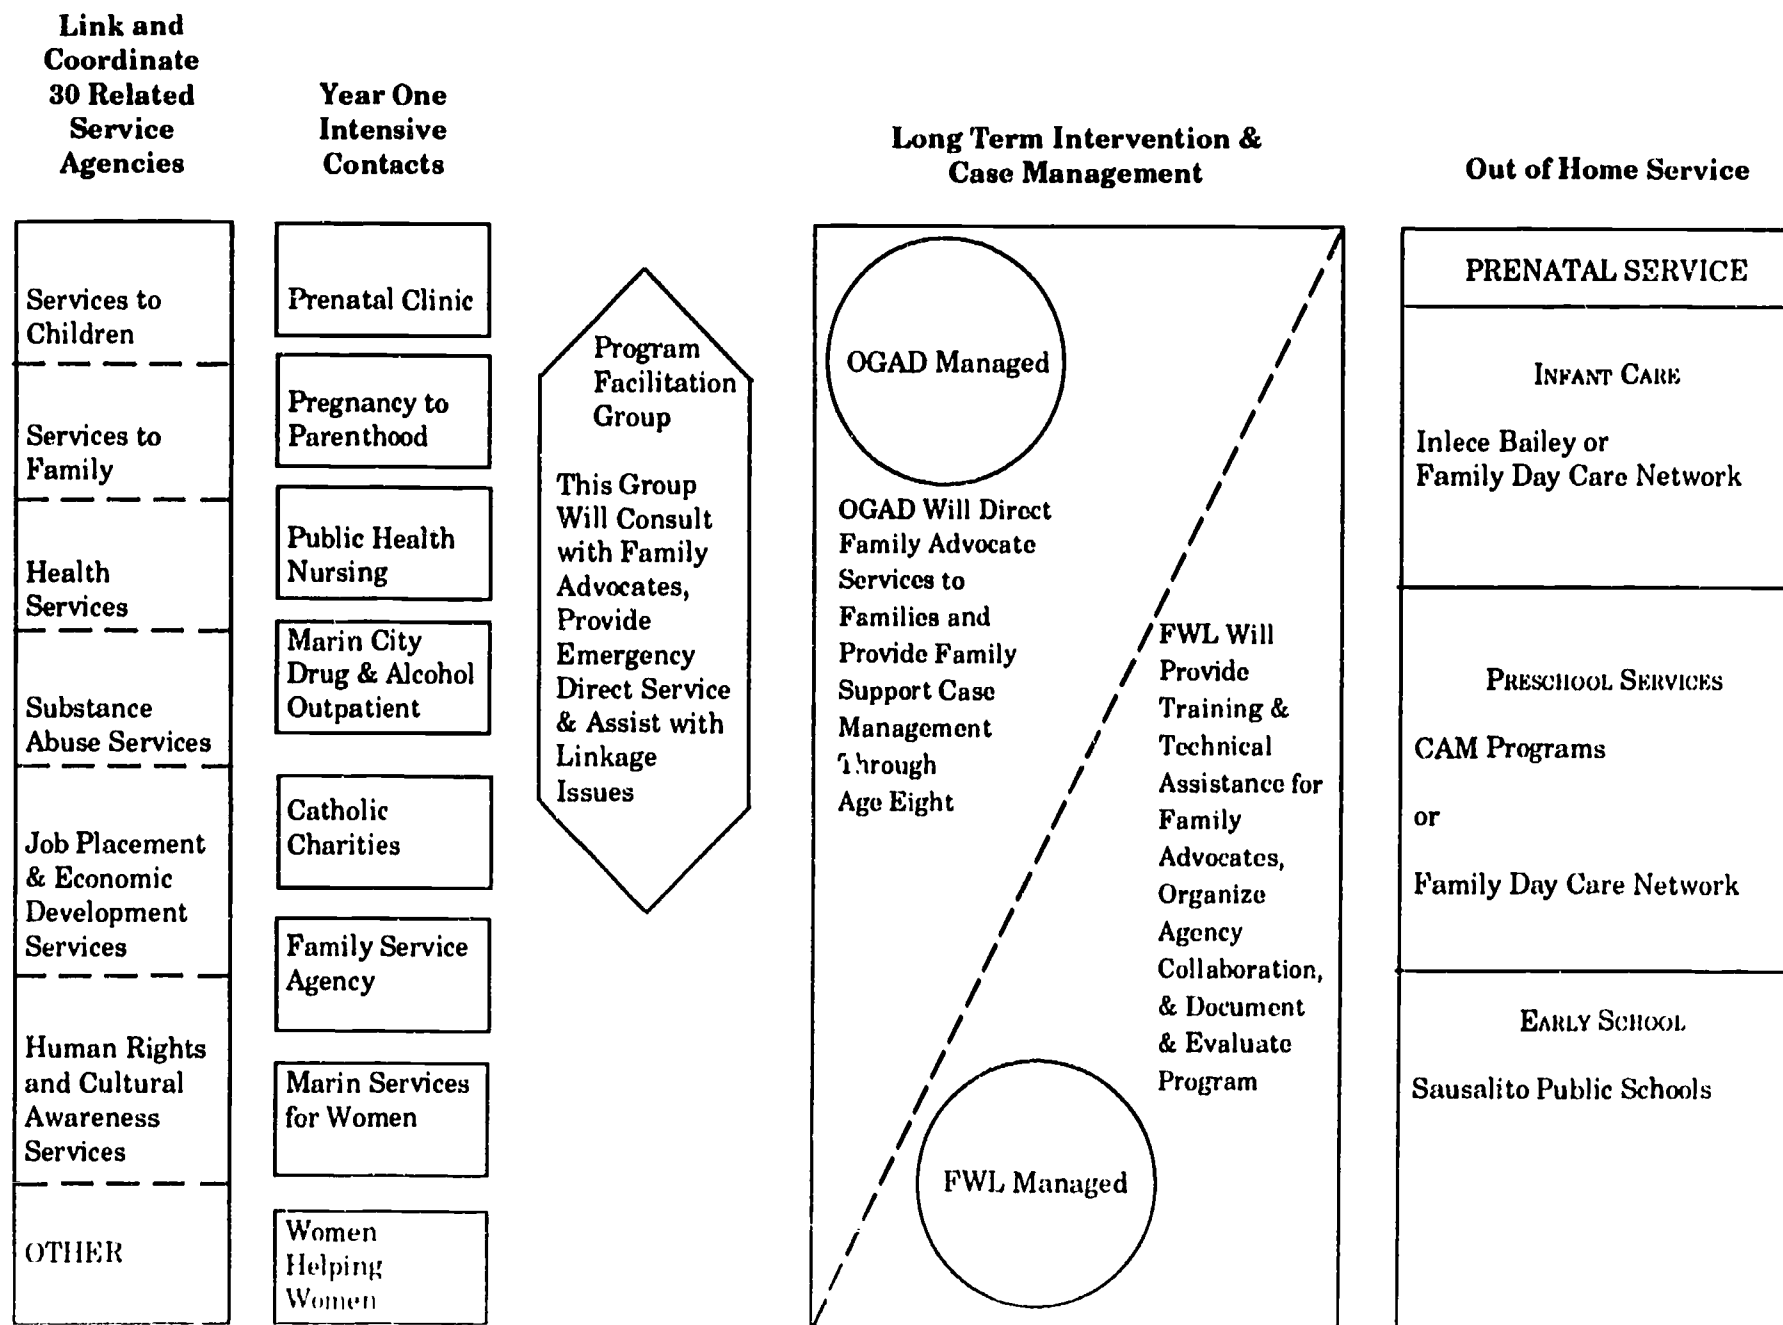 Link and
Coordinate
30 Related
Service
Agencies
Services to
Children
Services to
Family
Health
Services
Substance
Abuse Services
Job Placement
& Economic
Development
Services
Human Rights
and Cultural
Awareness
Services
OTHER
Year One
Intensive
Contacts
Prenatal Clinic
Pregnancy to
Parenthood
Public Health
Nursing
Marin City
Drug & Alcohol
Outpatient
Catholic
Charities
Family Service
Agency
Marin Services
for Women
Women
Helping
Women
Program
Facilitation
Group
This Group
Will Consult
with Family
Advocates,
Provide
Emergency
Direct Service
& Assist with
Linkage
Issues
Long Term Intervention &
Case Management
OGAD Managed
OGAD Will Direct
Family Advocate
Services to
Families and
Provide Family
Support Case
Management
Through
Age Eight
FWL Will
Provide
Training &
Technical
Assistance for
Family
Advocates,
Organize
Agency
Collaboration,
& Document
& Evaluate
Program
FWL Managed
Out of Home Service
PRENATAL SERVICE
INFANT CARE
Inlece Bailey or
Family Day Care Network
PRESCHOOL SERVICES
CAM Programs
or
Family Day Care Network
EARLY SCHOOL
Sausalito Public Schools